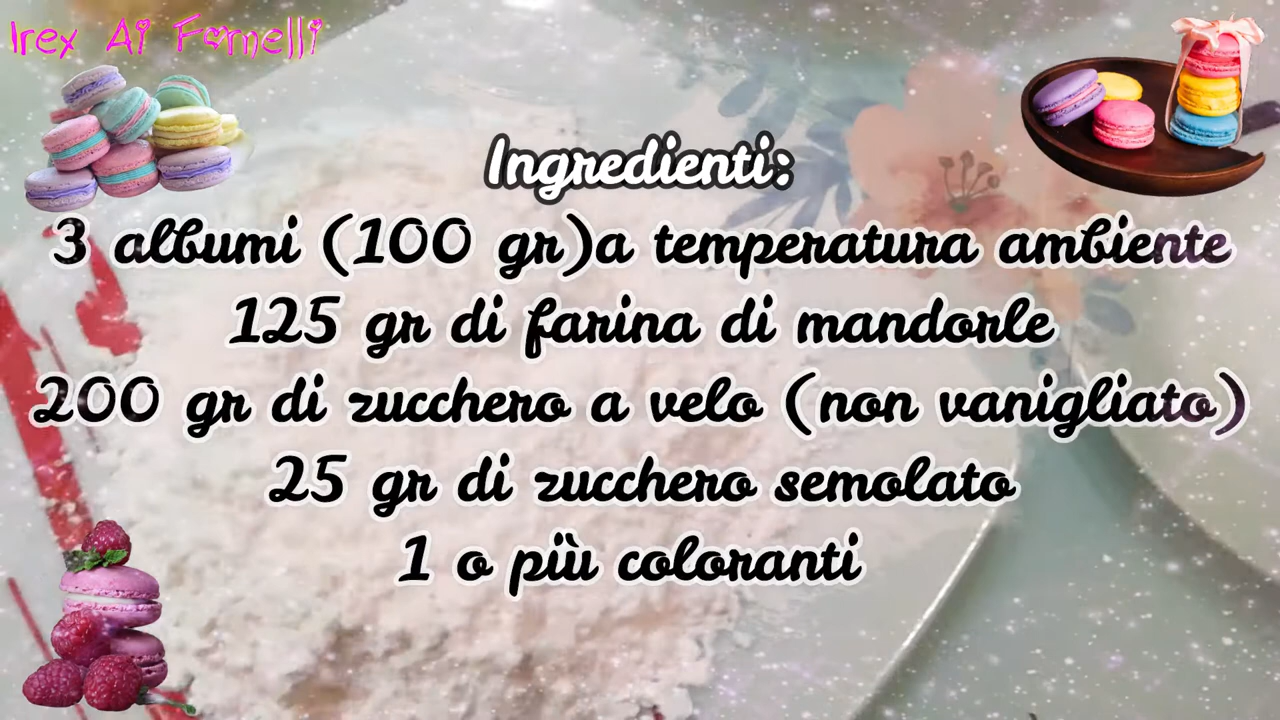 Irex Ai Fornelli
Ingredienti:
3 albumi (100 gr)a temperatura ambiente
125 gr di farina di mandorle
200 gr di zucchero a velo (non vanigliato)
25 gr di zucchero semolato
1 o più coloranti